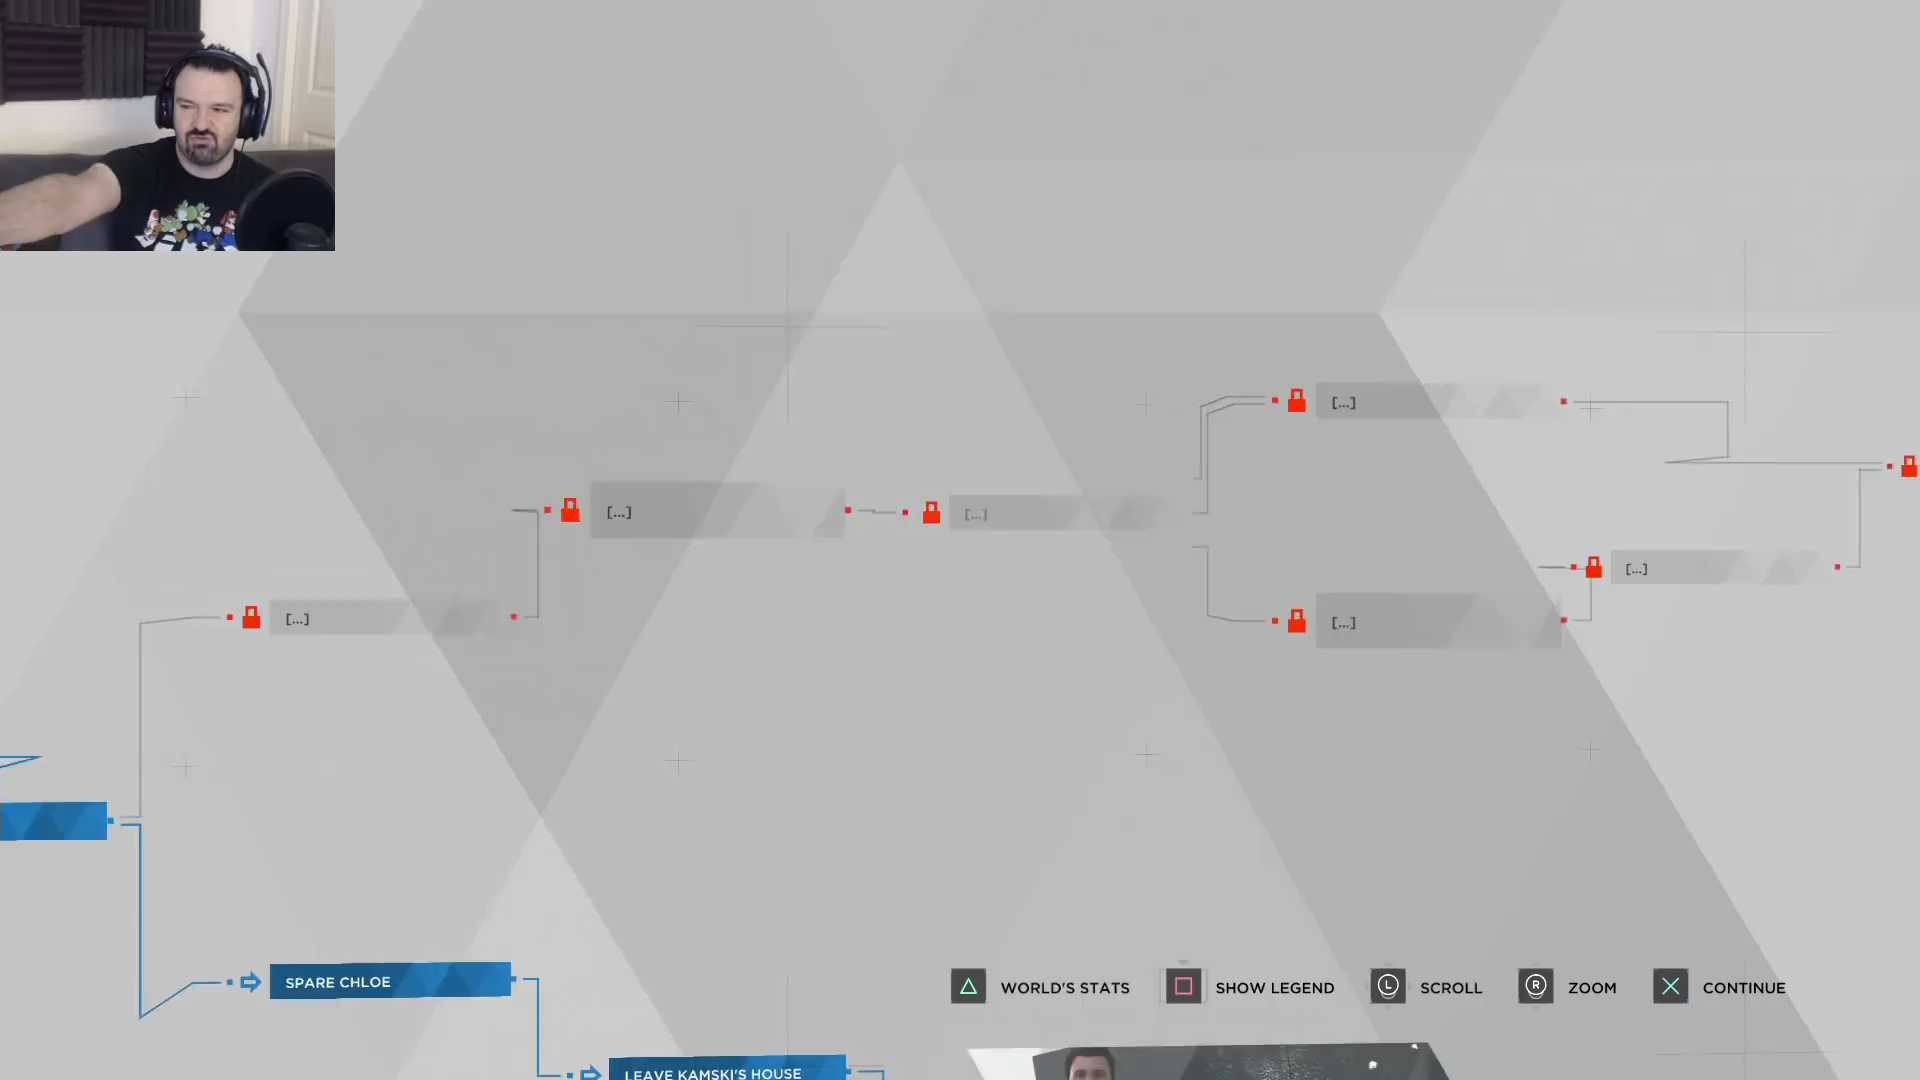 [...]
[...]
[...]
[...]
[...]
[...]
SPARE CHLOE
LEAVE KAMSKI'S HOUSE
WORLD'S STATS
SHOW LEGEND
L
SCROLL
R
ZOOM
CONTINUE